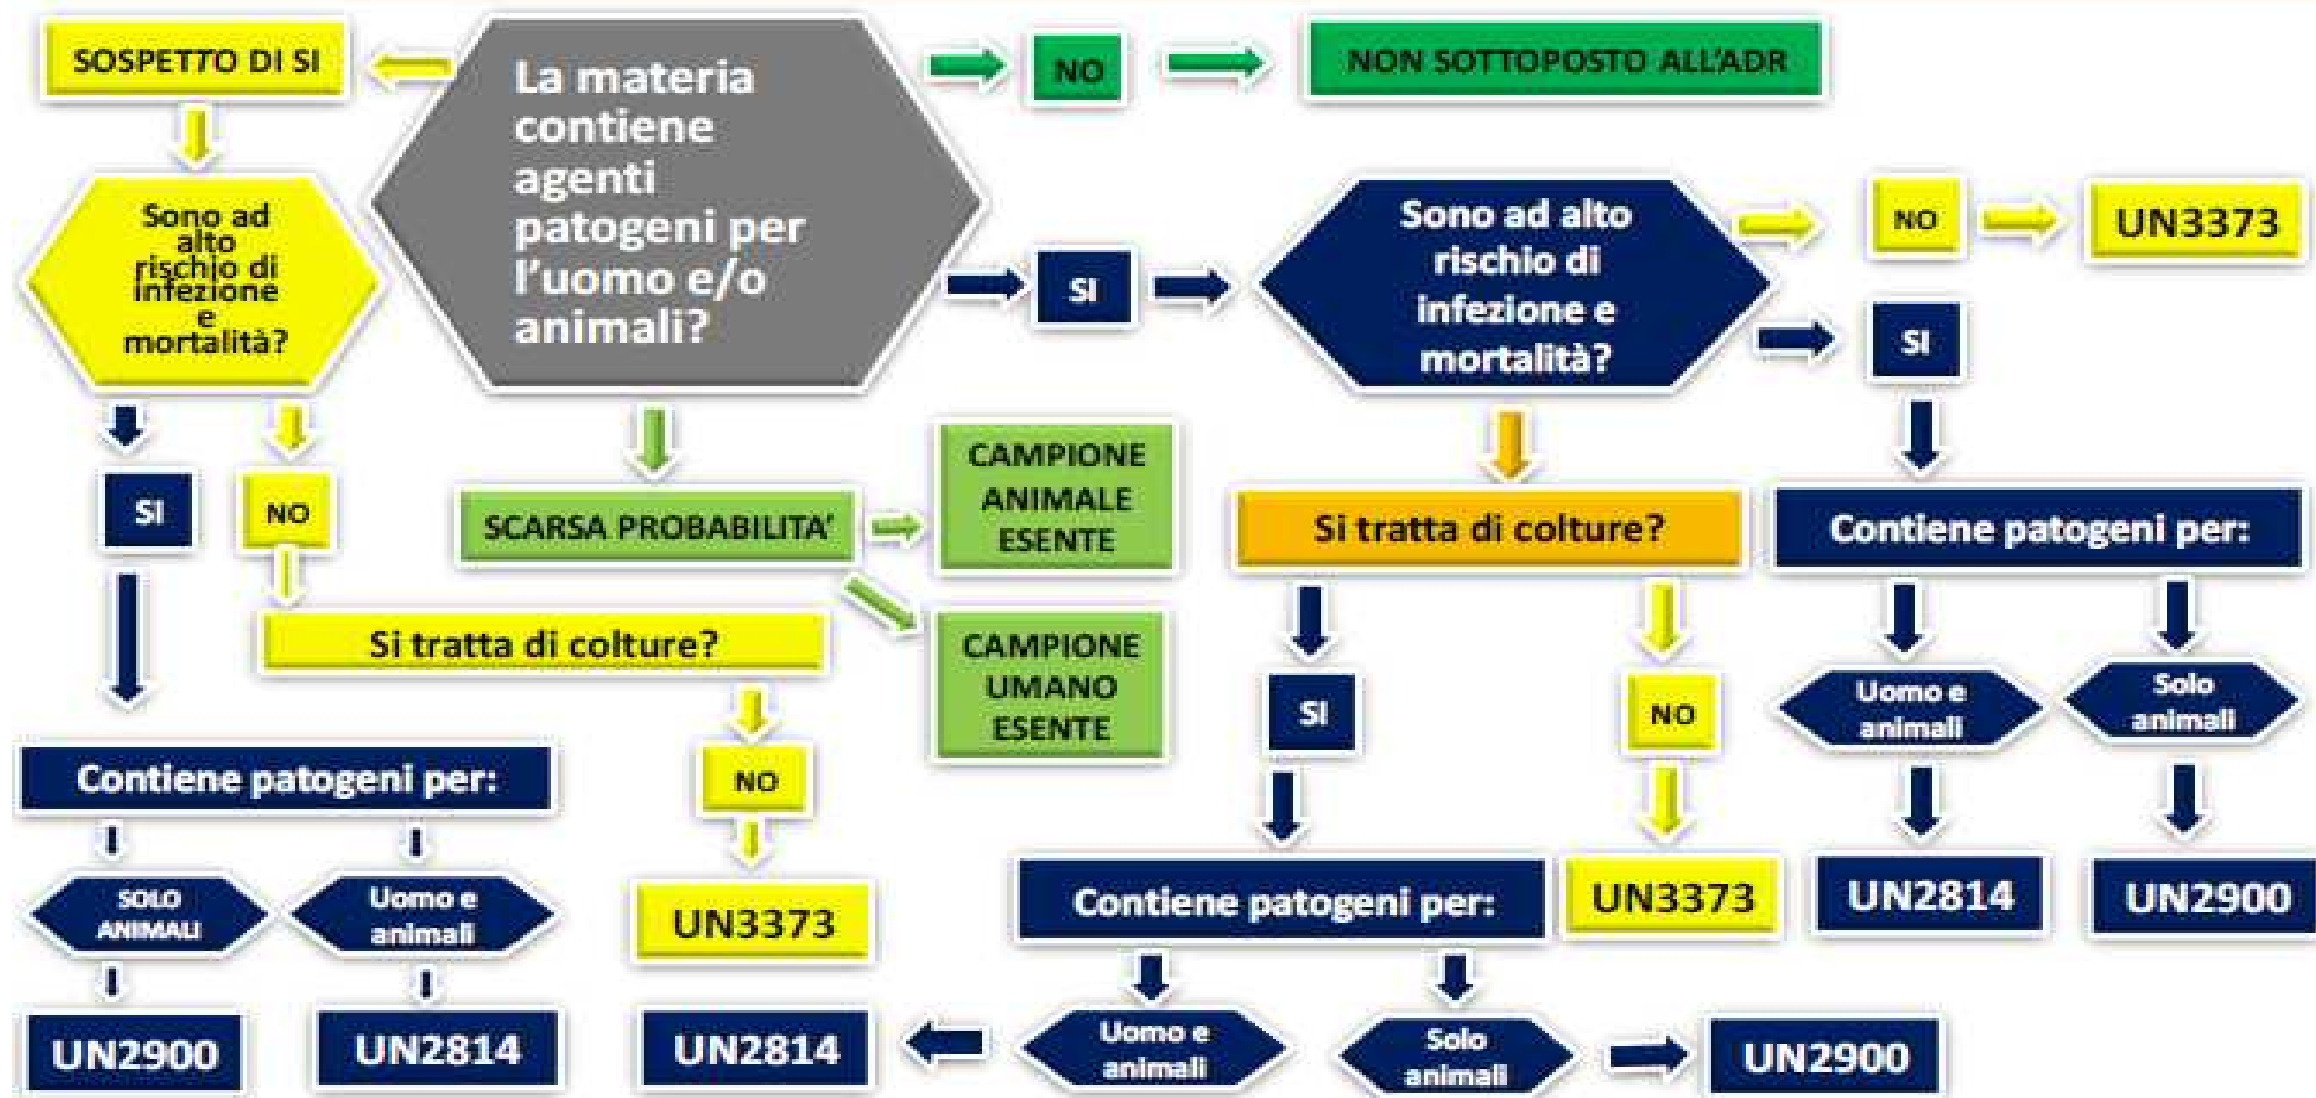 SOSPETTO DI SI
La materia
contiene
agenti
patogeni per
l'uomo e/o
animali?
NO
NON SOTTOPOSTO ALL'ADR
Sono ad
alto
rischio di
infezione
e
mortalità?
SI
Sono ad alto
rischio di
infezione e
mortalità?
NO
UN3373
SI
SI
NO
SCARSA PROBABILITA'
CAMPIONE
ANIMALE
ESENTE
CAMPIONE
UMANO
ESENTE
Si tratta di colture?
Contiene patogeni per:
Si tratta di colture?
NO
UN3373
SI
NO
Uomo e
animali
Solo
animali
Contiene patogeni per:
SOLO
ANIMALI
Uomo e
animali
UN2900
UN2814
Contiene patogeni per:
UN3373
UN2814
UN2900
Uomo e
animali
Solo
animali
UN2814
UN2900